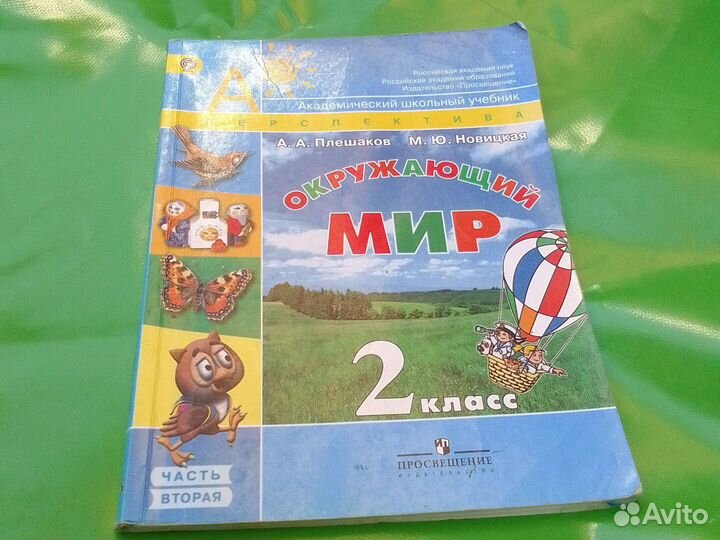 Российская академия наук
Российская академия образования
Издательство «Просвещение»
Академический школьный учебник
ПЕРСПЕКТИВА
А. А. Плешаков М. Ю. Новицкая
ОКРУЖАЮЩИЙ
МИР
2 класс
ЧАСТЬ
ВТОРАЯ
ПРОСВЕЩЕНИЕ
ИЗДАТЕЛЬСТВО
Avito